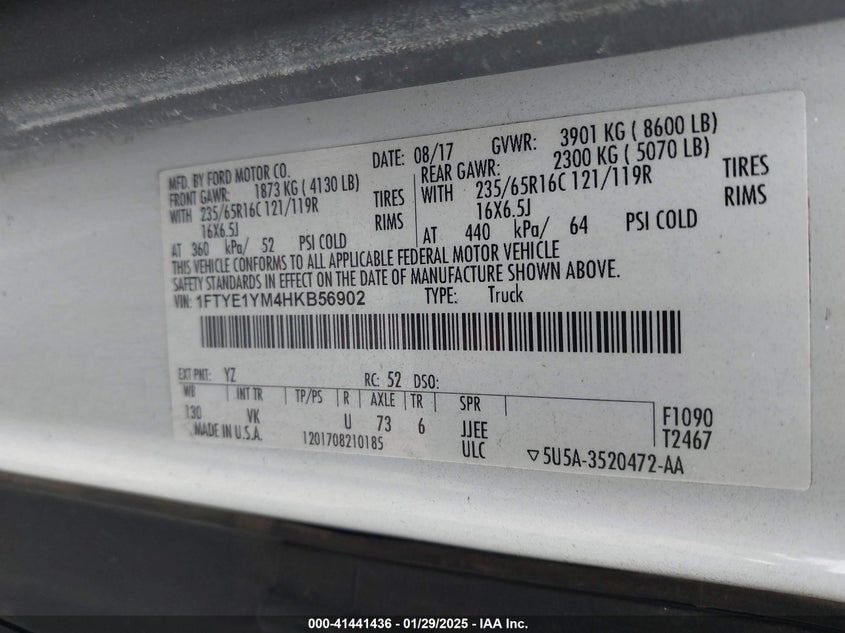 MFD. BY FORD MOTOR CO.
DATE: 08/17 GVWR: 3901 KG ( 8600 LB)
FRONT GAWR: 1873 KG ( 4130 LB)
REAR GAWR: 2300 KG ( 5070 LB)
WITH 235/65R16C 121/119R TIRES
WITH 235/65R16C 121/119R TIRES
16X6.5J RIMS
16X6.5J RIMS
AT 360 kPa/ 52 PSI COLD
AT 440 kPa/ 64 PSI COLD
THIS VEHICLE CONFORMS TO ALL APPLICABLE FEDERAL MOTOR VEHICLE
SAFETY STANDARDS IN EFFECT ON THE DATE OF MANUFACTURE SHOWN ABOVE.
VIN: 1FTYE1YM4HKB56902 TYPE: Truck
EXT PNT: YZ RC: 52 DSO:
WB INT TR TP/PS R AXLE TR SPR
130 VK U 73 6 JJEE F1090
MADE IN U.S.A. 1201708210185 ULC T2467
▽5U5A-3520472-AA
000-41441436 - 01/29/2025 - IAA Inc.